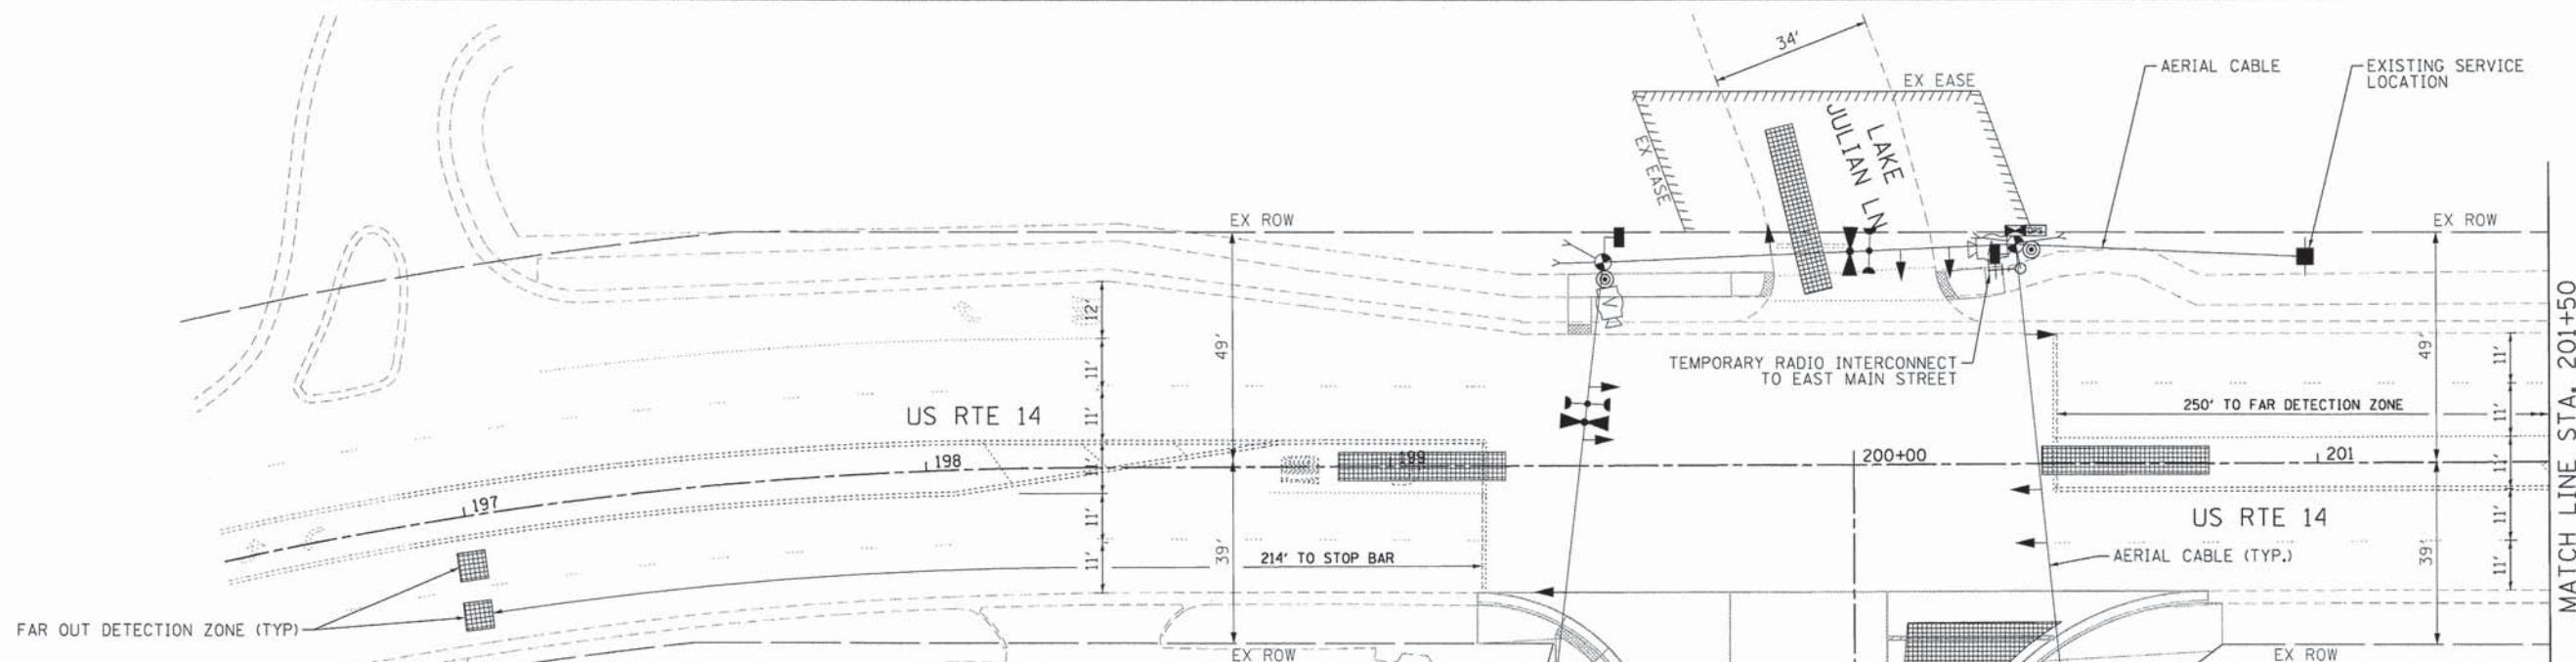 34'
AERIAL CABLE
EXISTING SERVICE
LOCATION
EX EASE
EX EASE
LAKE
JULIAN LN
EX ROW
EX ROW
12'
49'
11'
11'
11'
11'
11'
39'
US RTE 14
TEMPORARY RADIO INTERCONNECT
TO EAST MAIN STREET
250' TO FAR DETECTION ZONE
49'
11'
11'
11'
11'
11'
39'
197
198
199
200+00
201
US RTE 14
214' TO STOP BAR
AERIAL CABLE (TYP.)
FAR OUT DETECTION ZONE (TYP)
EX ROW
EX ROW
MATCH LINE STA. 201+50